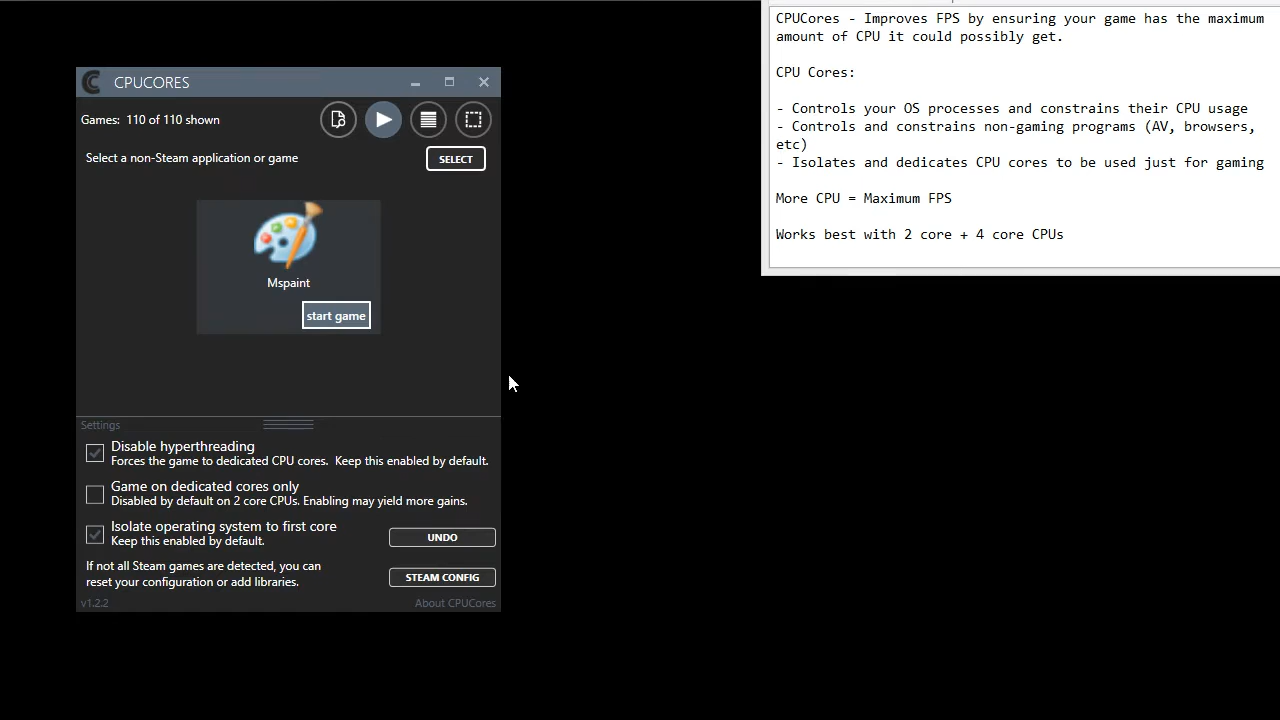 CPUCORES
Games: 110 of 110 shown
Select a non-Steam application or game
SELECT
Mspaint
start game
Settings
Disable hyperthreading
Forces the game to dedicated CPU cores. Keep this enabled by default.
Game on dedicated cores only
Disabled by default on 2 core CPUs. Enabling may yield more gains.
Isolate operating system to first core
Keep this enabled by default.
UNDO
If not all Steam games are detected, you can
reset your configuration or add libraries.
STEAM CONFIG
v1.2.2
About CPUCores
CPUCores - Improves FPS by ensuring your game has the maximum
amount of CPU it could possibly get.
CPU Cores:
- Controls your OS processes and constrains their CPU usage
- Controls and constrains non-gaming programs (AV, browsers,
etc)
- Isolates and dedicates CPU cores to be used just for gaming
More CPU = Maximum FPS
Works best with 2 core + 4 core CPUs